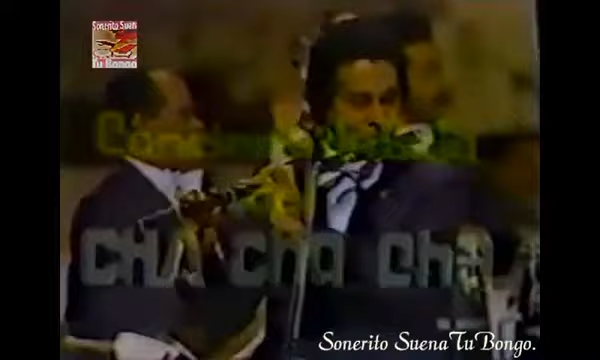 Sonerito Suena
Tu Bongo
CHA cha cha
Sonerito Suena Tu Bongo.